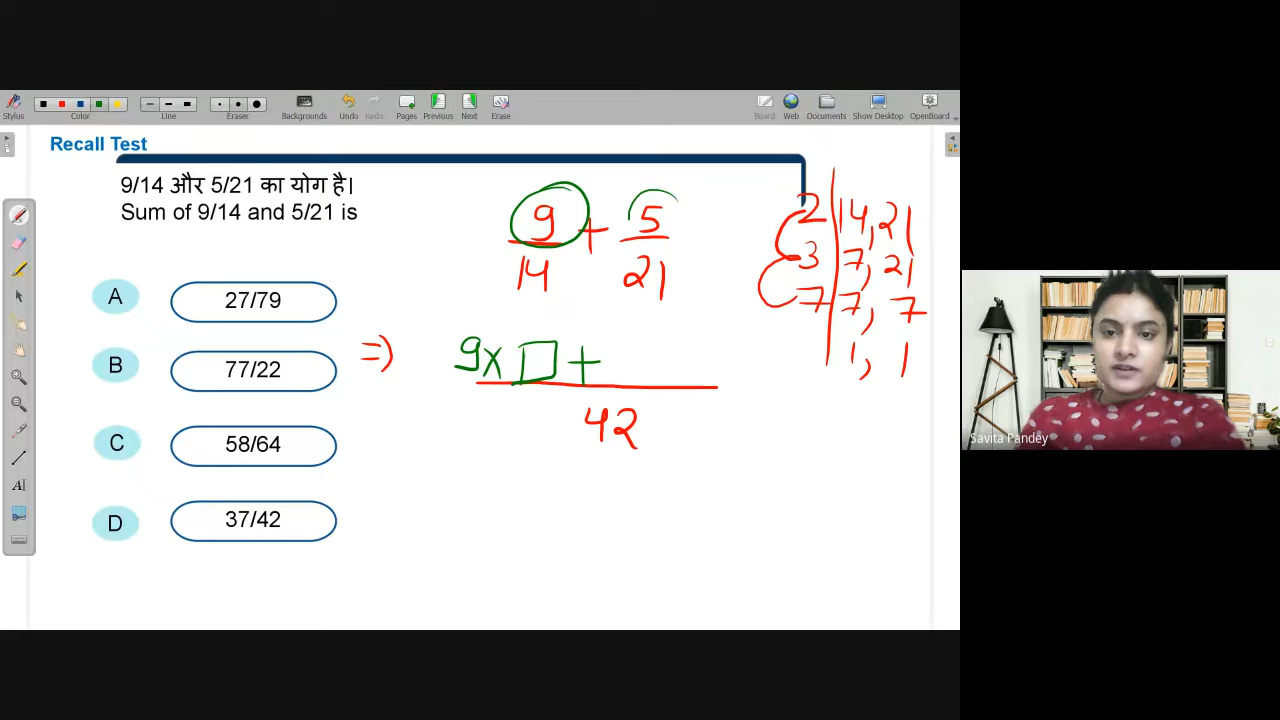 Stylus Color Line Eraser Backgrounds Undo Redo Pages Previous Next Erase Board Web Documents Show Desktop OpenBoard
Recall Test
9/14 और 5/21 का योग है।
Sum of 9/14 and 5/21 is
A 27/79
B 77/22
C 58/64
D 37/42
9/14 + 5/21
=) 9x □ +
42
2 14, 21
3 7, 21
7 7, 7
1, 1
Savita Pandey